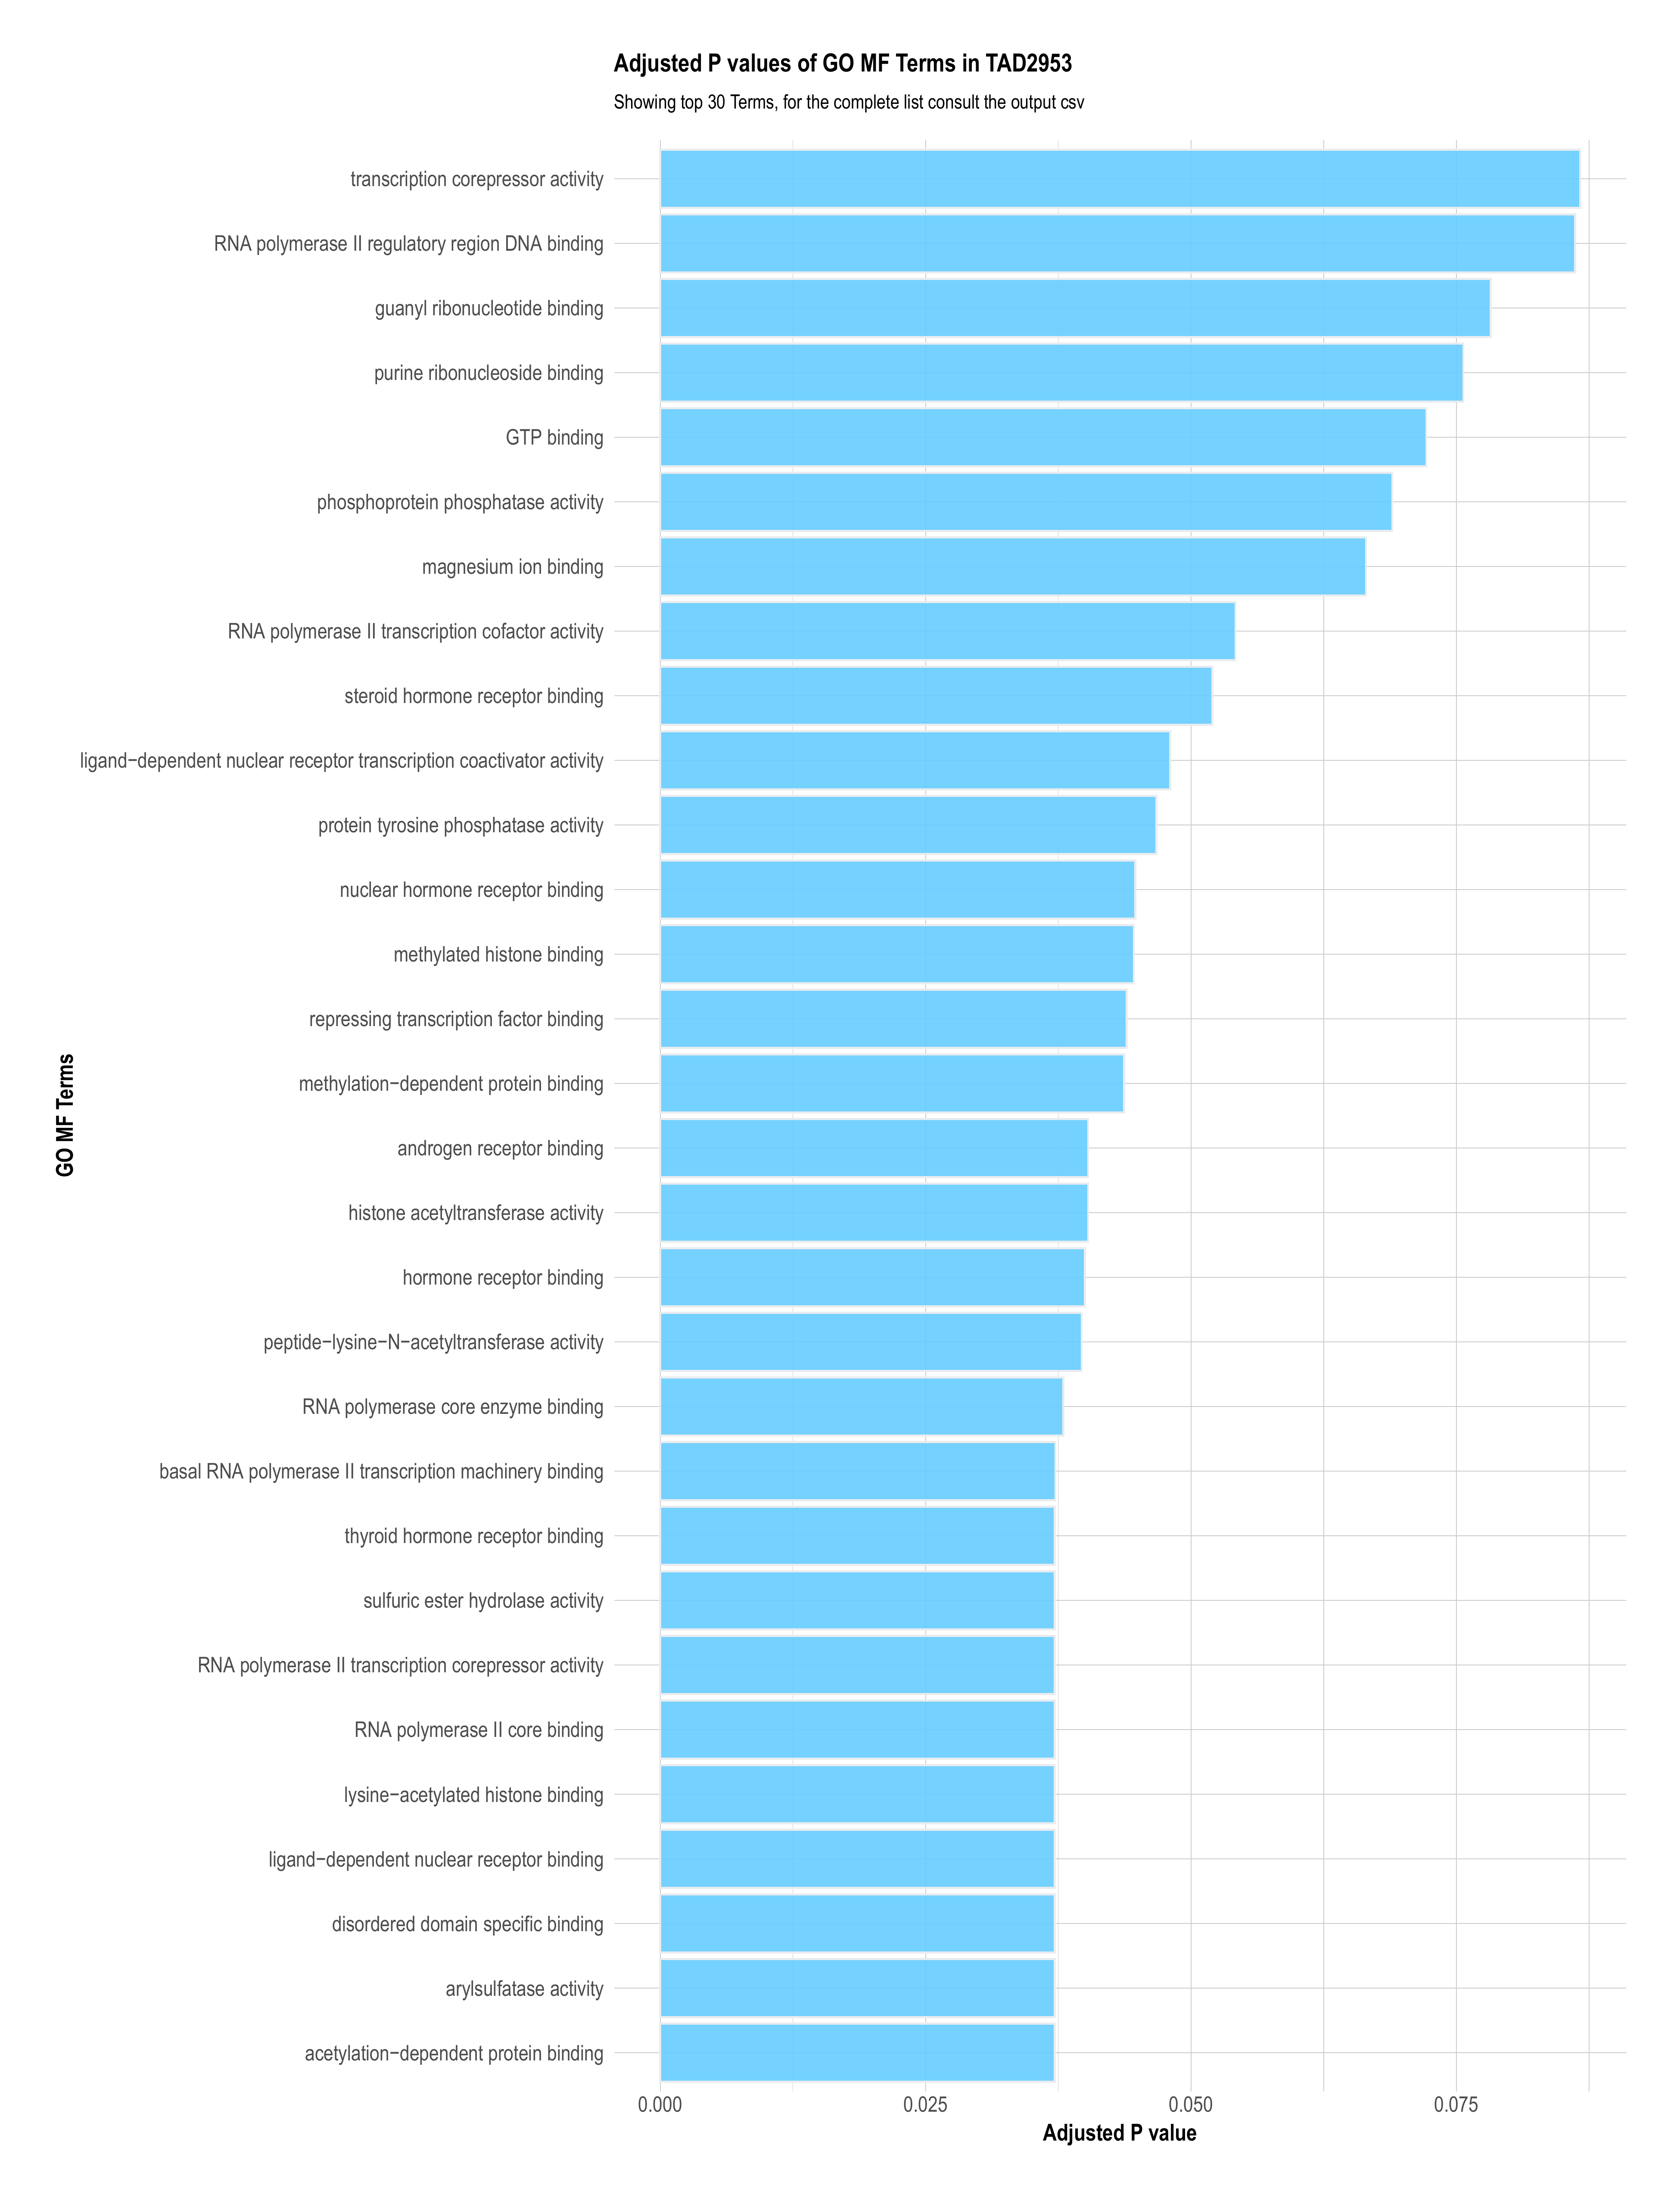 Adjusted P values of GO MF Terms in TAD2953
Showing top 30 Terms, for the complete list consult the output csv
transcription corepressor activity
RNA polymerase II regulatory region DNA binding
guanyl ribonucleotide binding
purine ribonucleoside binding
GTP binding
phosphoprotein phosphatase activity
magnesium ion binding
RNA polymerase II transcription cofactor activity
steroid hormone receptor binding
ligand−dependent nuclear receptor transcription coactivator activity
protein tyrosine phosphatase activity
nuclear hormone receptor binding
methylated histone binding
repressing transcription factor binding
methylation−dependent protein binding
androgen receptor binding
histone acetyltransferase activity
hormone receptor binding
peptide−lysine−N−acetyltransferase activity
RNA polymerase core enzyme binding
basal RNA polymerase II transcription machinery binding
thyroid hormone receptor binding
sulfuric ester hydrolase activity
RNA polymerase II transcription corepressor activity
RNA polymerase II core binding
lysine−acetylated histone binding
ligand−dependent nuclear receptor binding
disordered domain specific binding
arylsulfatase activity
acetylation−dependent protein binding
GO MF Terms
0.000 0.025 0.050 0.075
Adjusted P value